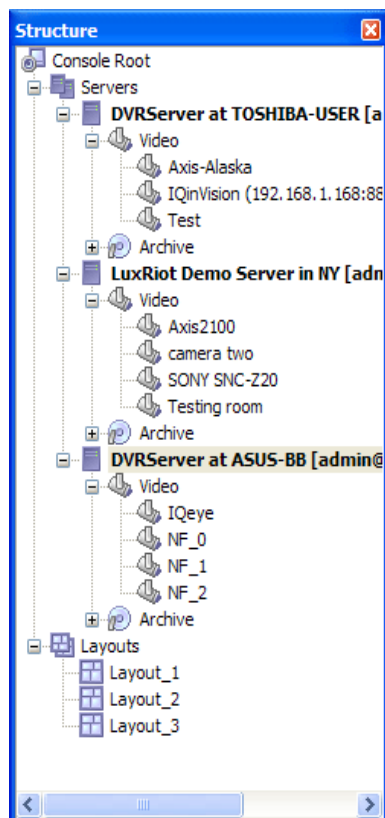 Structure
Console Root
Servers
DVRServer at TOSHIBA-USER [a
Video
Axis-Alaska
IQinVision (192.168.1.168:88
Test
Archive
LuxRiot Demo Server in NY [adn
Video
Axis2100
camera two
SONY SNC-Z20
Testing room
Archive
DVRServer at ASUS-BB [admin@
Video
IQeye
NF_0
NF_1
NF_2
Archive
Layouts
Layout_1
Layout_2
Layout_3